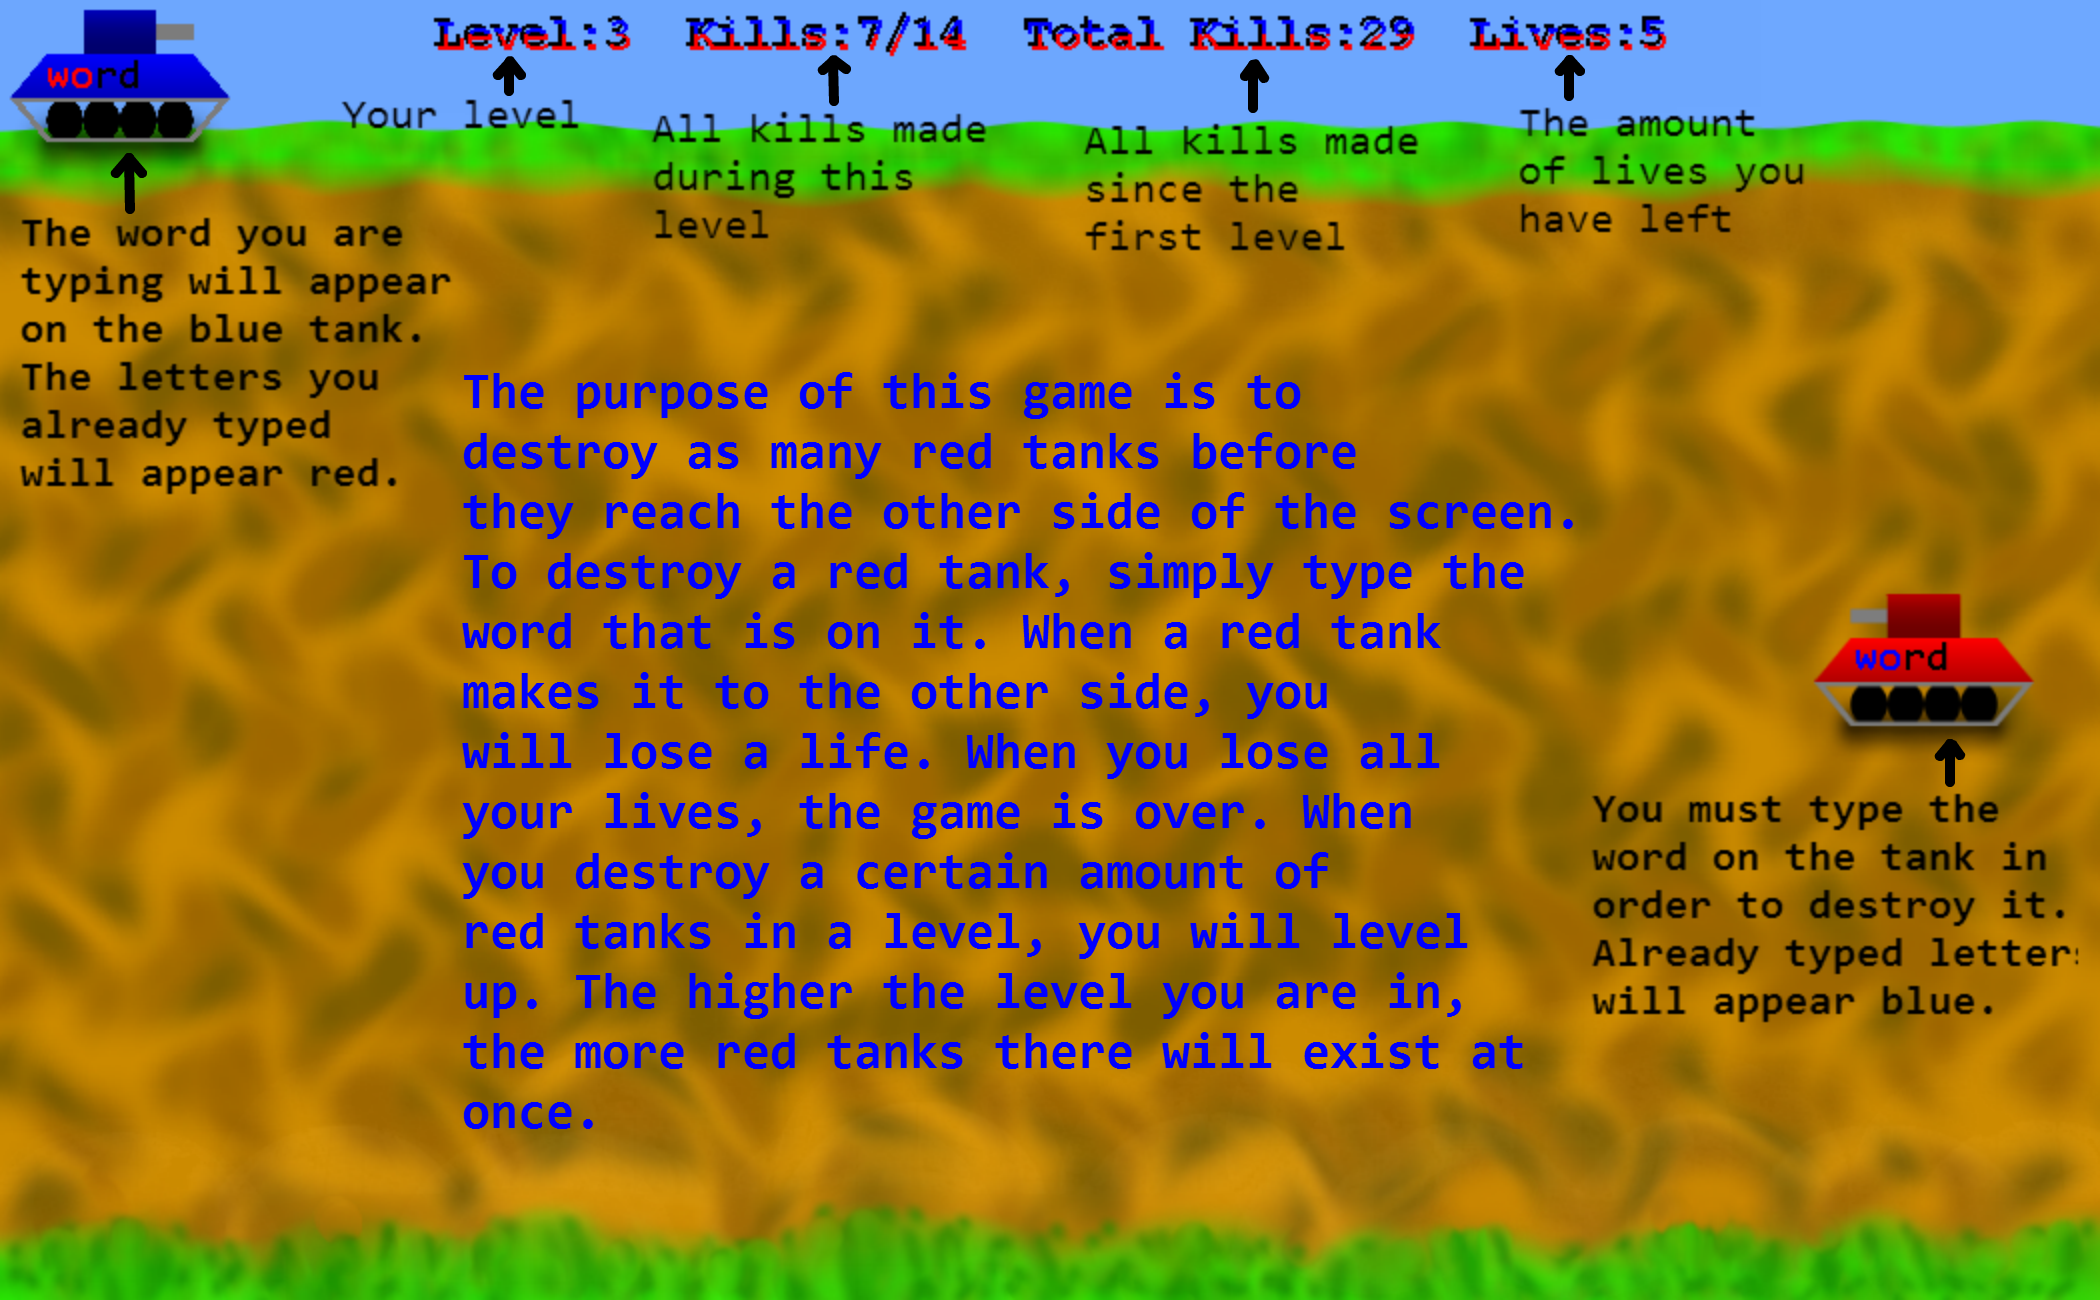 Level:3 Kills:7/14 Total Kills:29 Lives:5
word
Your level
All kills made
during this
level
All kills made
since the
first level
The amount
of lives you
have left
The word you are
typing will appear
on the blue tank.
The letters you
already typed
will appear red.
The purpose of this game is to
destroy as many red tanks before
they reach the other side of the screen.
To destroy a red tank, simply type the
word that is on it. When a red tank
makes it to the other side, you
will lose a life. When you lose all
your lives, the game is over. When
you destroy a certain amount of
red tanks in a level, you will level
up. The higher the level you are in,
the more red tanks there will exist at
once.
word
You must type the
word on the tank in
order to destroy it.
Already typed letters
will appear blue.